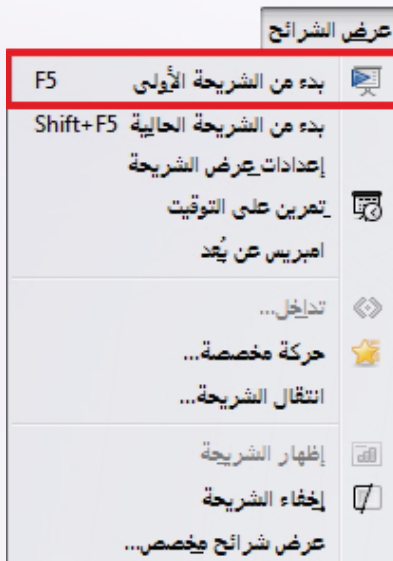 عرض الشرائح
بدء من الشريحة الأولى F5
بدء من الشريحة الحالية Shift+F5
إعدادات عرض الشريحة
تمرين على التوقيت
امبريس عن بُعد
تداخل...
حركة مخصصة...
انتقال الشريحة...
إظهار الشريحة
إخفاء الشريحة
عرض شرائح مخصص...